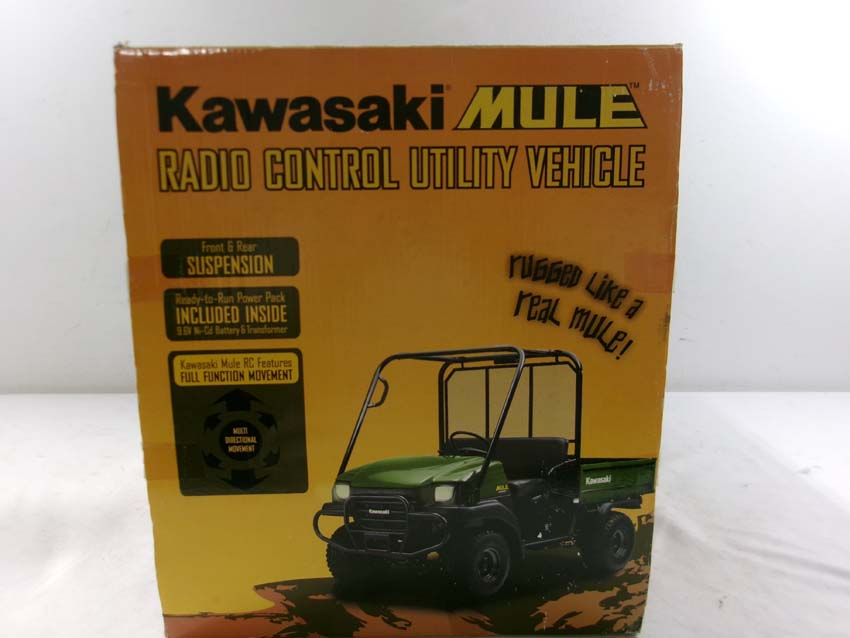 Kawasaki® MULE™
RADIO CONTROL UTILITY VEHICLE
Front & Rear
SUSPENSION
Ready-to-Run Power Pack
INCLUDED INSIDE
9.6V Ni-Cd Battery & Transformer
Kawasaki Mule RC Features
FULL FUNCTION MOVEMENT
MULTI
DIRECTIONAL
MOVEMENT
rugged like a
real mule!
Kawasaki
MULE
Kawasaki